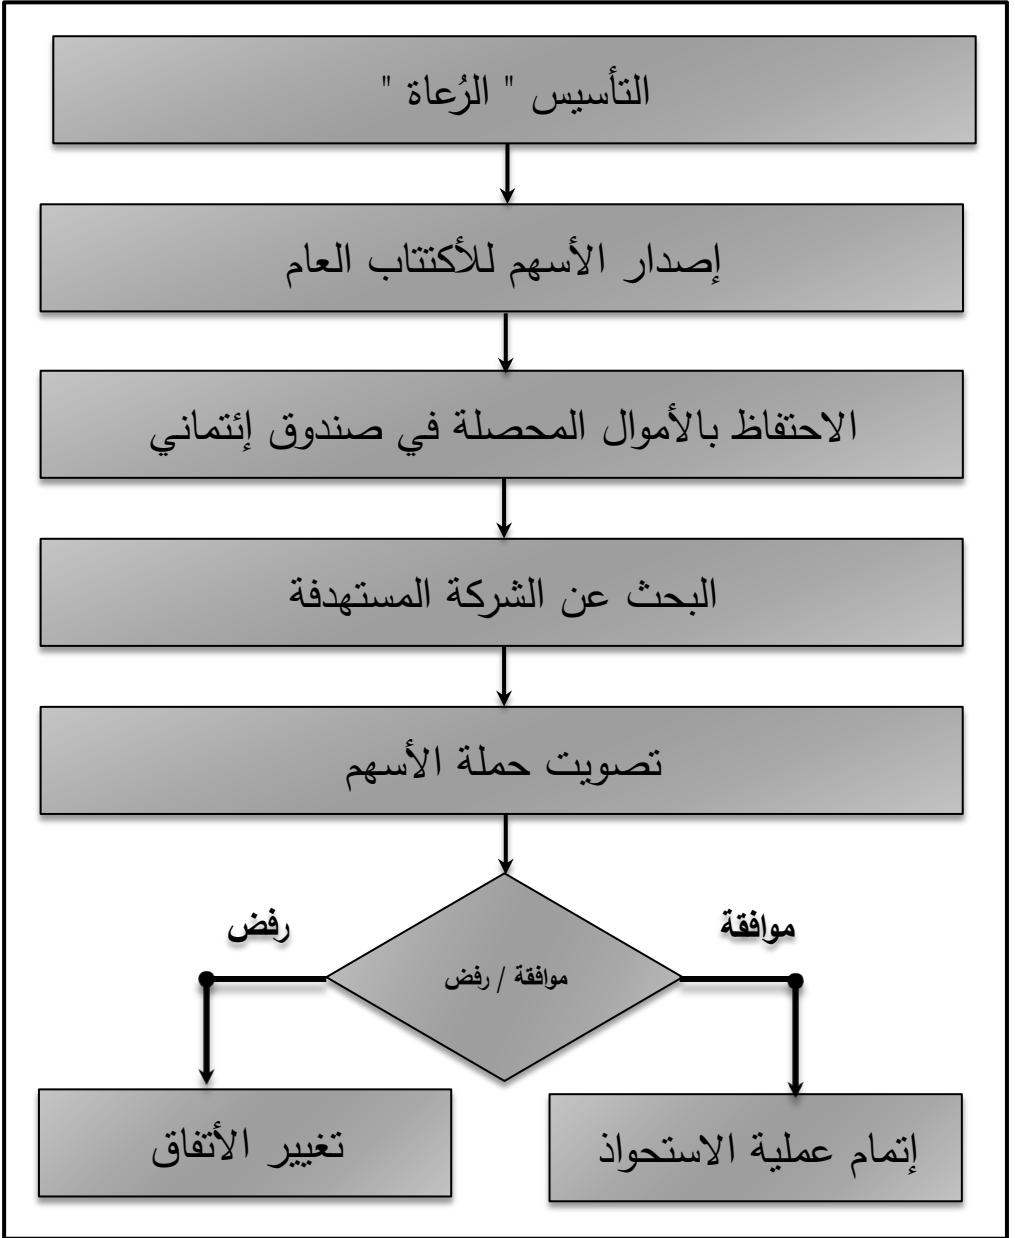 التأسيس " الرُعاة "
إصدار الأسهم للأكتتاب العام
الاحتفاظ بالأموال المحصلة في صندوق إئتماني
البحث عن الشركة المستهدفة
تصويت حملة الأسهم
موافقة
رفض
موافقة / رفض
إتمام عملية الاستحواذ
تغيير الأتفاق